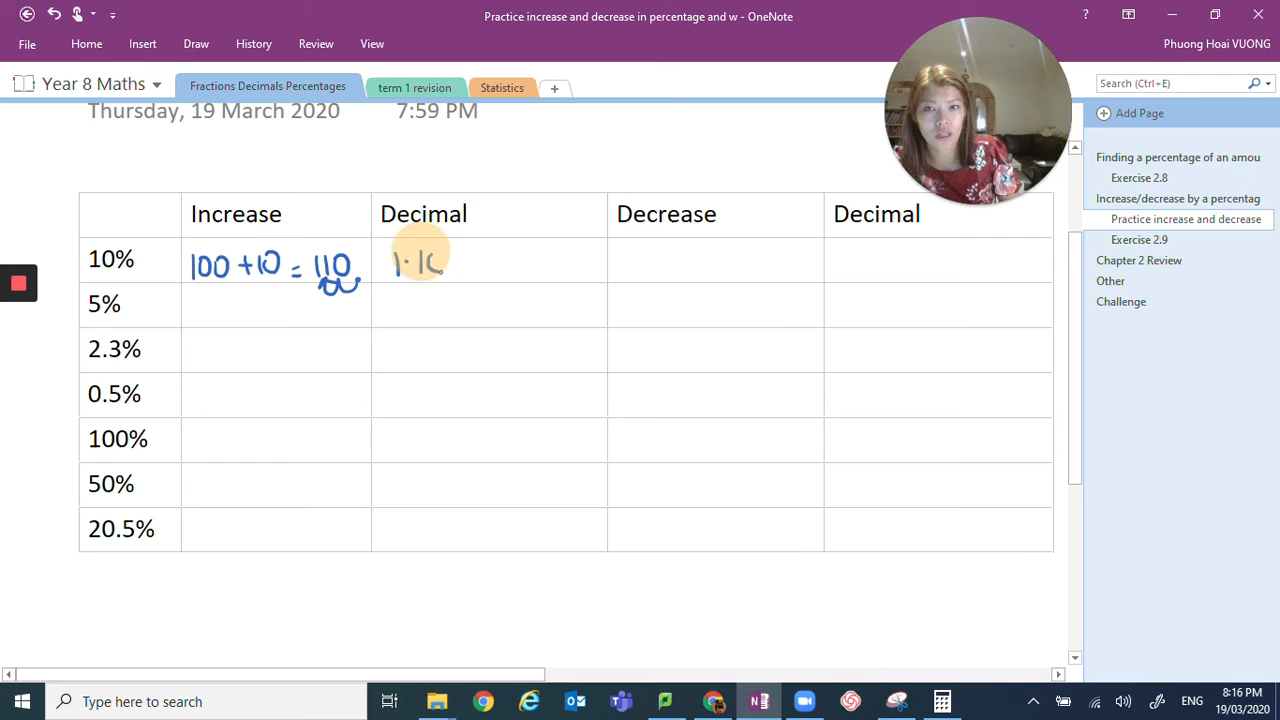 Practice increase and decrease in percentage and w - OneNote
Phuong Hoai VUONG
File Home Insert Draw History Review View
Year 8 Maths
Fractions Decimals Percentages
term 1 revision
Statistics
Search (Ctrl+E)
Thursday, 19 March 2020 7:59 PM
Add Page
Finding a percentage of an amou
Exercise 2.8
Increase/decrease by a percentag
Practice increase and decrease
Exercise 2.9
Chapter 2 Review
Other
Challenge
Increase Decimal Decrease Decimal
10% 100 + 10 = 110. 1.10
5%
2.3%
0.5%
100%
50%
20.5%
Type here to search
ENG
8:16 PM
19/03/2020